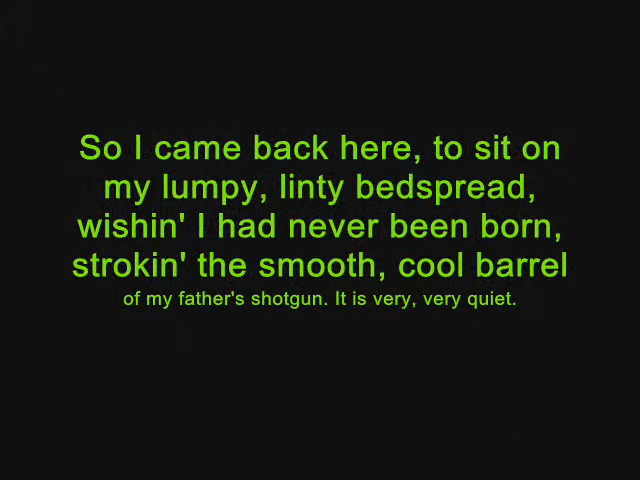 So I came back here, to sit on
my lumpy, linty bedspread,
wishin' I had never been born,
strokin' the smooth, cool barrel
of my father's shotgun. It is very, very quiet.